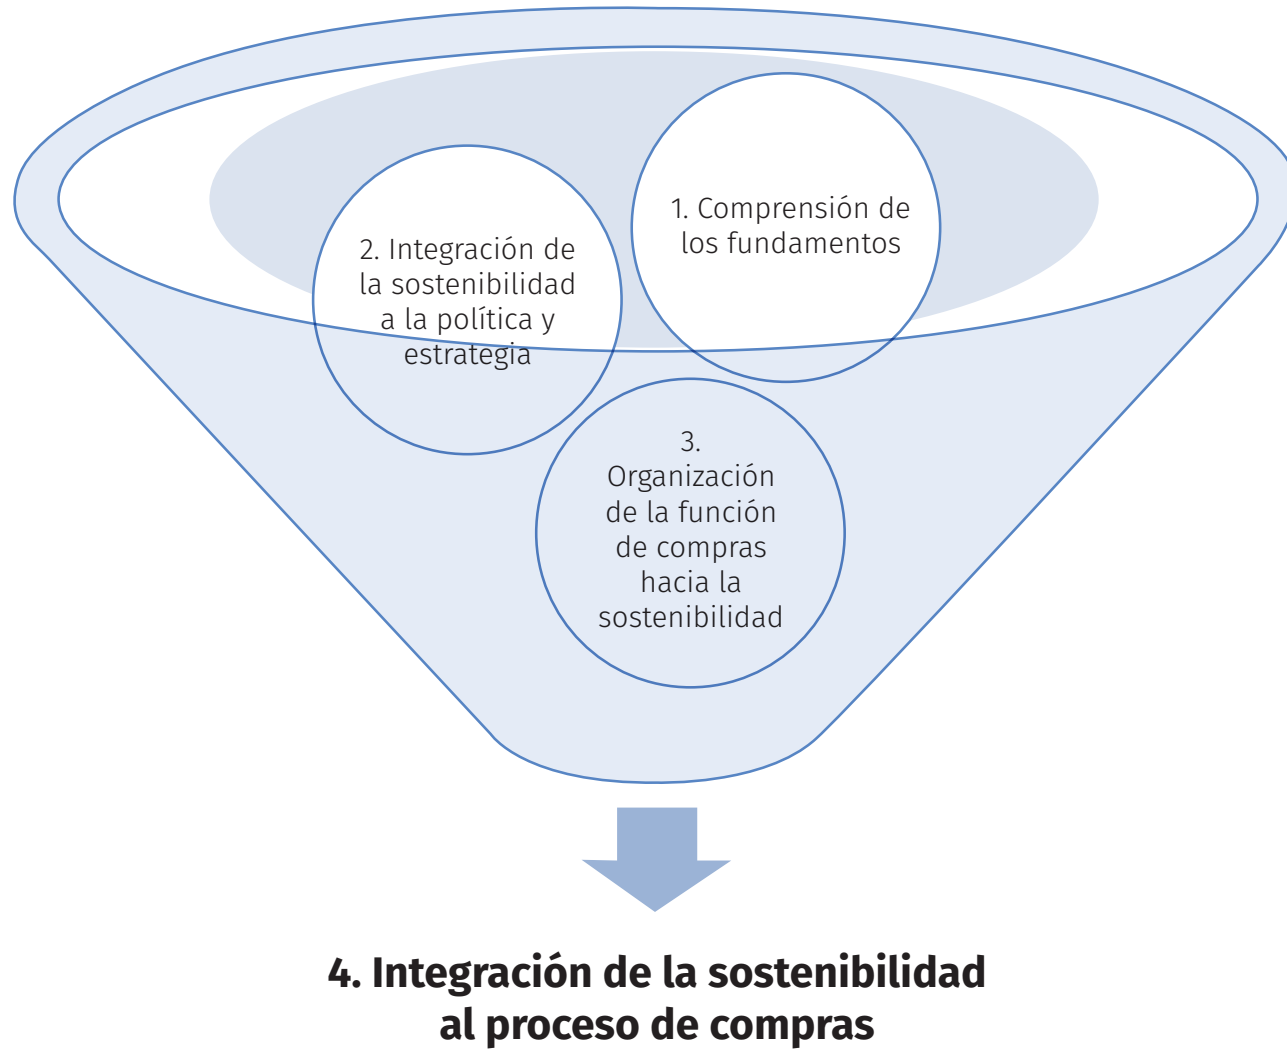 1. Comprensión de
los fundamentos
2. Integración de
la sostenibilidad
a la política y
estrategia
3.
Organización
de la función
de compras
hacia la
sostenibilidad
4. Integración de la sostenibilidad
al proceso de compras